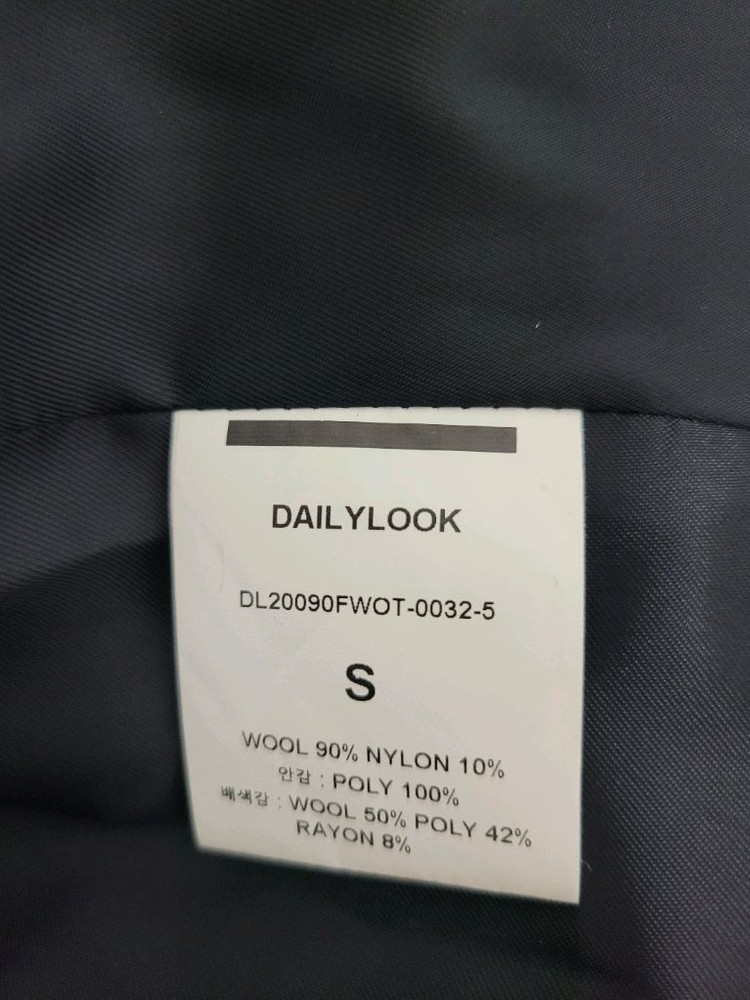 DAILYLOOK
DL20090FWOT-0032-5
S
WOOL 90% NYLON 10%
안감 : POLY 100%
배색감 : WOOL 50% POLY 42%
RAYON 8%